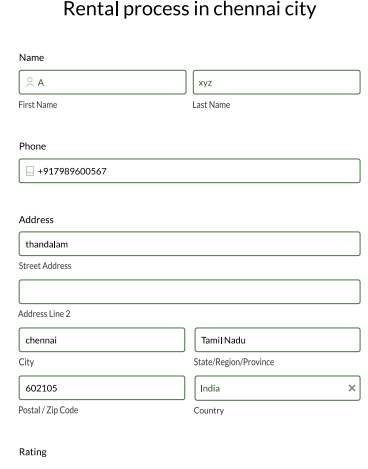 Rental process in chennai city
Name
A xyz
First Name Last Name
Phone
+917989600567
Address
thandalam
Street Address
Address Line 2
chennai Tamil Nadu
City State/Region/Province
602105 India
Postal / Zip Code Country
Rating